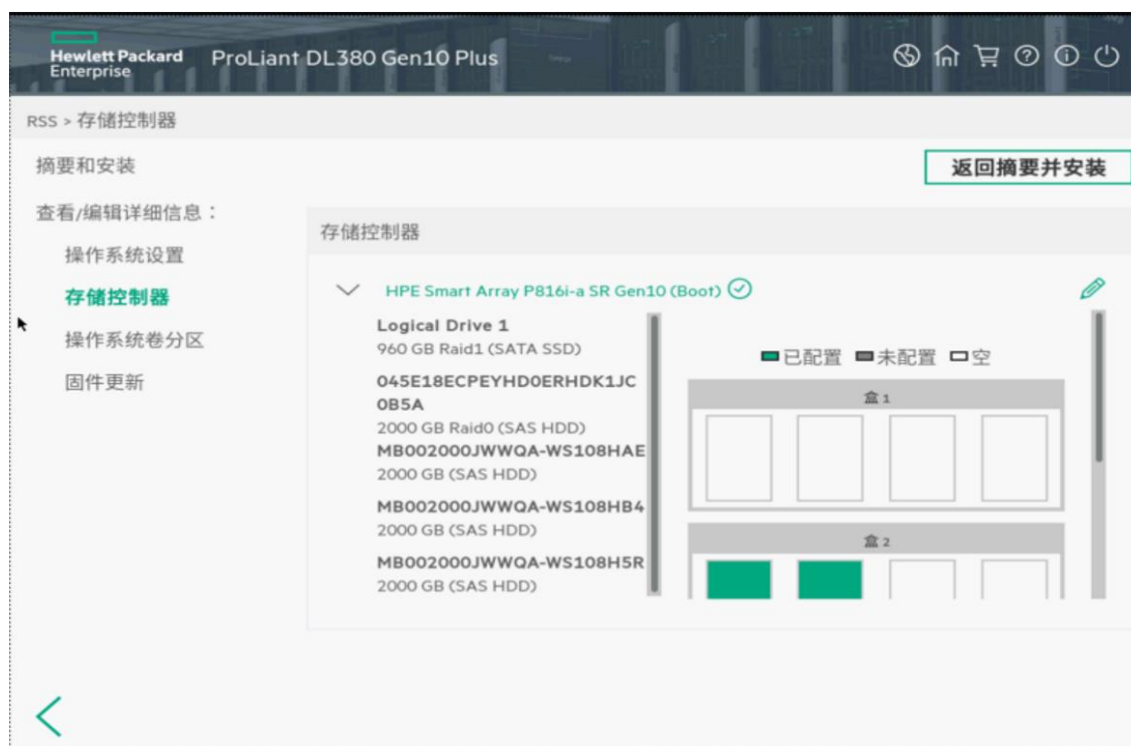 Hewlett Packard
Enterprise
ProLiant DL380 Gen10 Plus
RSS > 存储控制器
摘要和安装
返回摘要并安装
查看/编辑详细信息：
操作系统设置
存储控制器
操作系统卷分区
固件更新
存储控制器
HPE Smart Array P816i-a SR Gen10 (Boot)
Logical Drive 1
960 GB Raid1 (SATA SSD)
045E18ECPEYHD0ERHDK1JC
0B5A
2000 GB Raid0 (SAS HDD)
MB002000JWWQA-WS108HAE
2000 GB (SAS HDD)
MB002000JWWQA-WS108HB4
2000 GB (SAS HDD)
MB002000JWWQA-WS108H5R
2000 GB (SAS HDD)
已配置 未配置 空
盒 1
盒 2